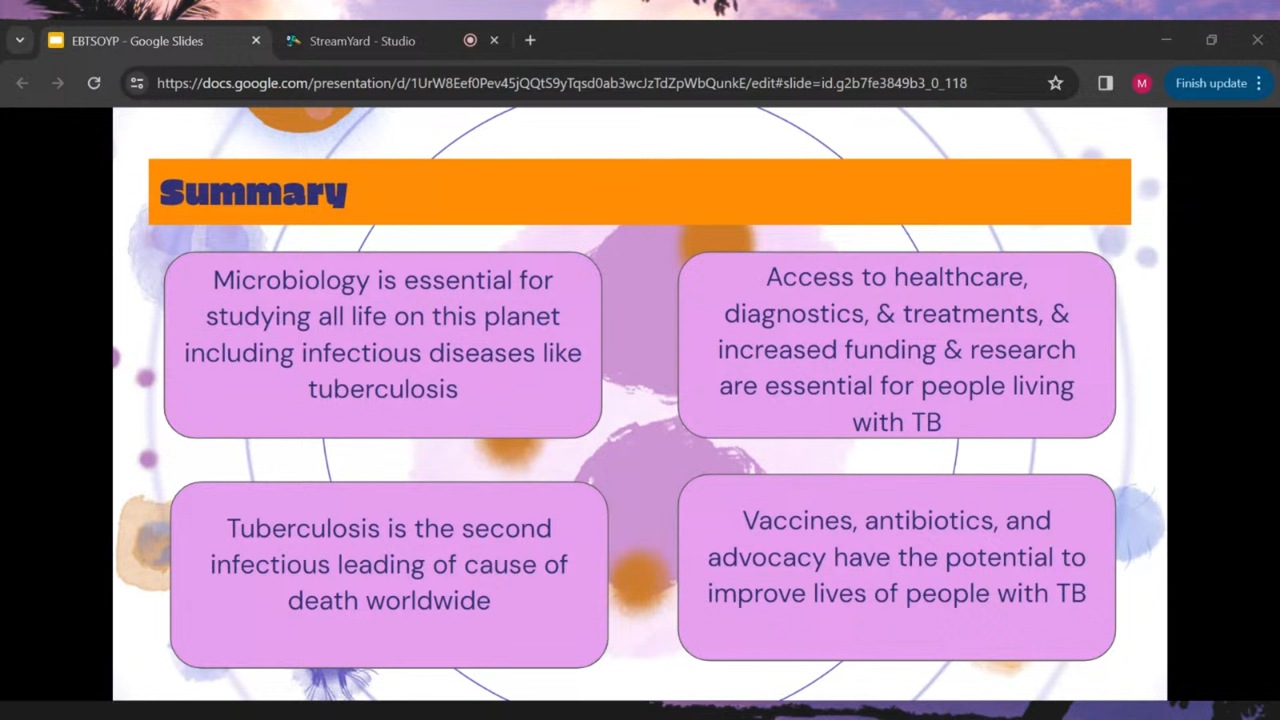 EBTSOYP - Google Slides
StreamYard - Studio
https://docs.google.com/presentation/d/1UrW8Eef0Pev45jQQtS9yTqsd0ab3wcJzTdZpWbQunkE/edit#slide=id.g2b7fe3849b3_0_118
M
Finish update
Summary
Microbiology is essential for
studying all life on this planet
including infectious diseases like
tuberculosis
Access to healthcare,
diagnostics, & treatments, &
increased funding & research
are essential for people living
with TB
Tuberculosis is the second
infectious leading of cause of
death worldwide
Vaccines, antibiotics, and
advocacy have the potential to
improve lives of people with TB